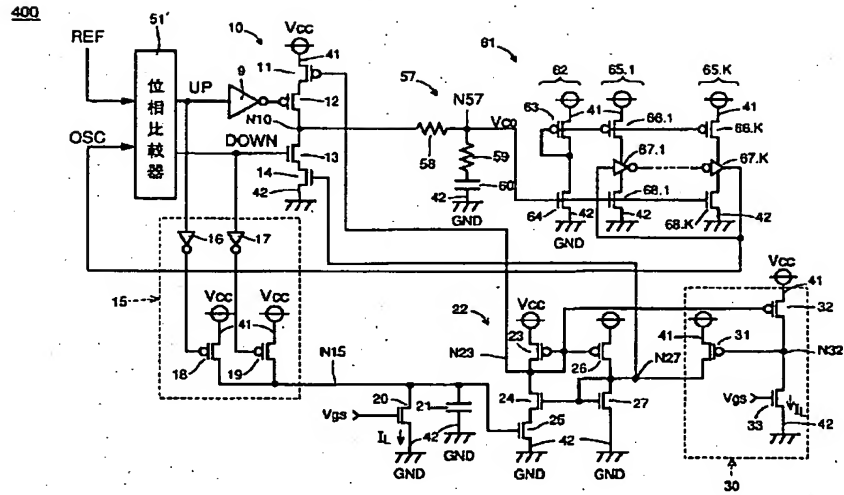 400
REF
OSC
51'
位相比較器
UP
DOWN
9
10
Vcc
41
11
12
N10
13
14
42
57
N57
58
59
60
42
GND
61
Vco
62
65.1
65.K
63
41
41
41
66.1
66.K
67.1
67.K
64
42
68.1
42
68.K
42
GND
15
16
17
Vcc
Vcc
41
18
19
N15
20
Vgs
IL
21
42
GND
GND
22
Vcc
23
N23
24
25
26
N27
27
42
GND
GND
Vcc
41
32
41
31
N32
Vgs
33
IL
42
30